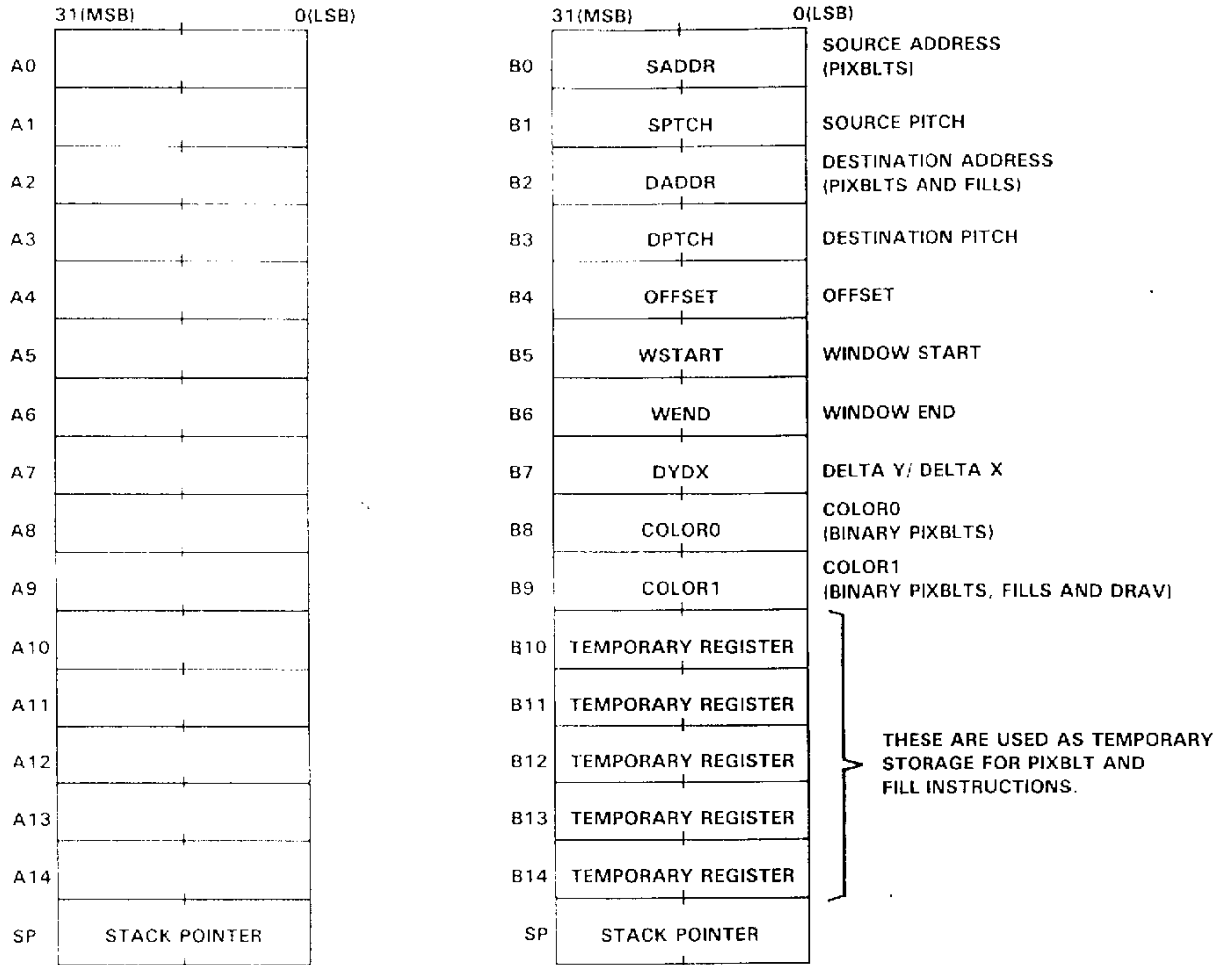 31(MSB) 0(LSB)
A0
A1
A2
A3
A4
A5
A6
A7
A8
A9
A10
A11
A12
A13
A14
SP STACK POINTER
31(MSB) 0(LSB)
B0 SADDR SOURCE ADDRESS
(PIXBLTS)
B1 SPTCH SOURCE PITCH
B2 DADDR DESTINATION ADDRESS
(PIXBLTS AND FILLS)
B3 DPTCH DESTINATION PITCH
B4 OFFSET OFFSET
B5 WSTART WINDOW START
B6 WEND WINDOW END
B7 DYDX DELTA Y/ DELTA X
B8 COLOR0 COLOR0
(BINARY PIXBLTS)
B9 COLOR1 COLOR1
(BINARY PIXBLTS, FILLS AND DRAV)
B10 TEMPORARY REGISTER
B11 TEMPORARY REGISTER
B12 TEMPORARY REGISTER
B13 TEMPORARY REGISTER
B14 TEMPORARY REGISTER
THESE ARE USED AS TEMPORARY
STORAGE FOR PIXBLT AND
FILL INSTRUCTIONS.
SP STACK POINTER